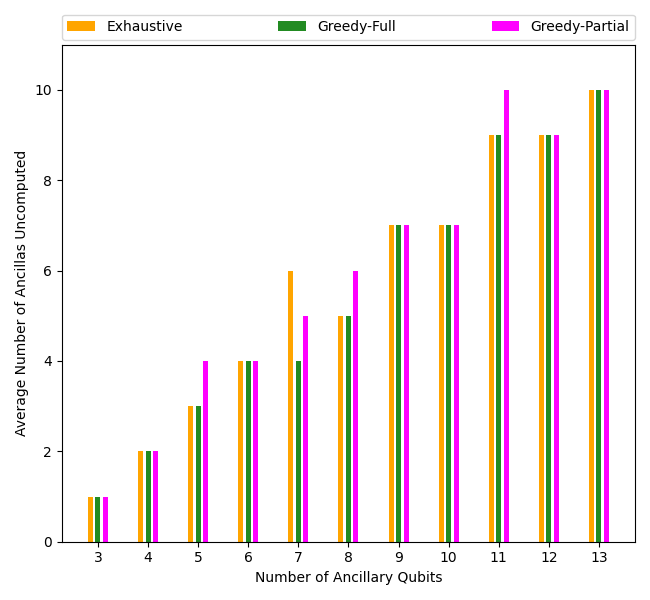 Exhaustive Greedy-Full Greedy-Partial
10
8
6
4
2
0
Average Number of Ancillas Uncomputed
3 4 5 6 7 8 9 10 11 12 13
Number of Ancillary Qubits